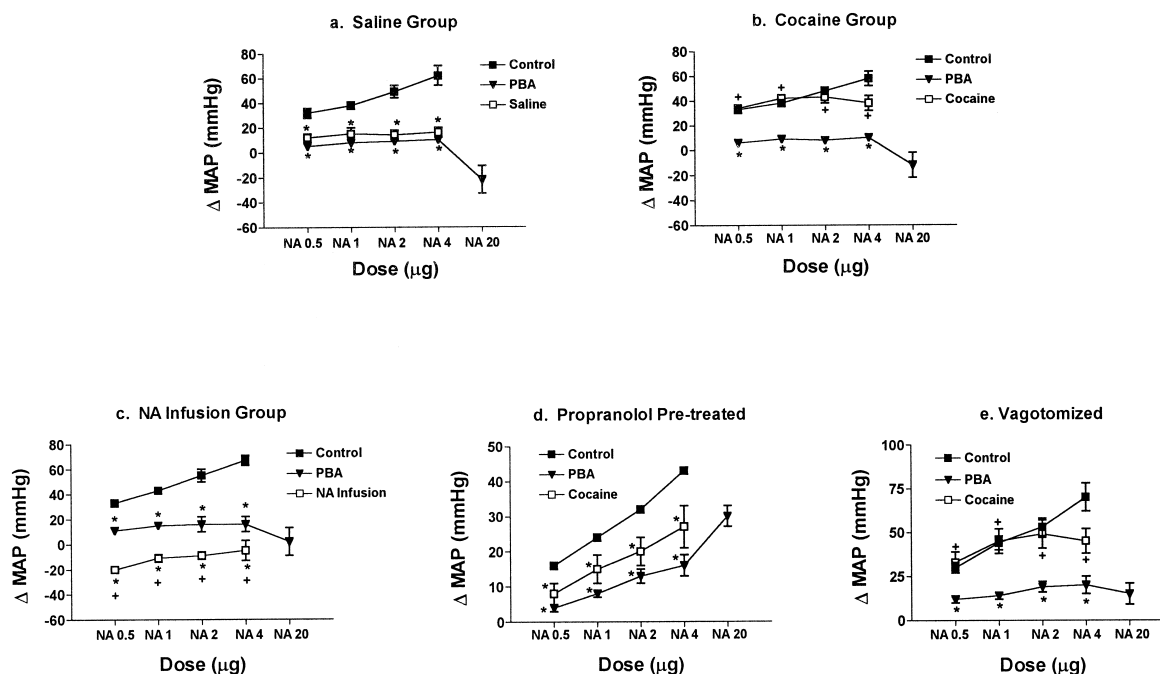 a. Saline Group
80
60
40
20
0
-20
-40
-60
Δ MAP (mmHg)
Control
PBA
Saline
* * * *
* * * *
NA 0.5 NA 1 NA 2 NA 4 NA 20
Dose (μg)
b. Cocaine Group
80
60
40
20
0
-20
-40
-60
Δ MAP (mmHg)
Control
PBA
Cocaine
+ + + +
* * * *
NA 0.5 NA 1 NA 2 NA 4 NA 20
Dose (μg)
c. NA Infusion Group
80
60
40
20
0
-20
-40
-60
Δ MAP (mmHg)
Control
PBA
NA Infusion
* * * *
* * * *
+ + + +
NA 0.5 NA 1 NA 2 NA 4 NA 20
Dose (μg)
d. Propranolol Pre-treated
50
40
30
20
10
0
Δ MAP (mmHg)
Control
PBA
Cocaine
* * * *
* * * *
NA 0.5 NA 1 NA 2 NA 4 NA 20
Dose (μg)
e. Vagotomized
100
75
50
25
0
Δ MAP (mmHg)
Control
PBA
Cocaine
+ + + +
* * * *
NA 0.5 NA 1 NA 2 NA 4 NA 20
Dose (μg)